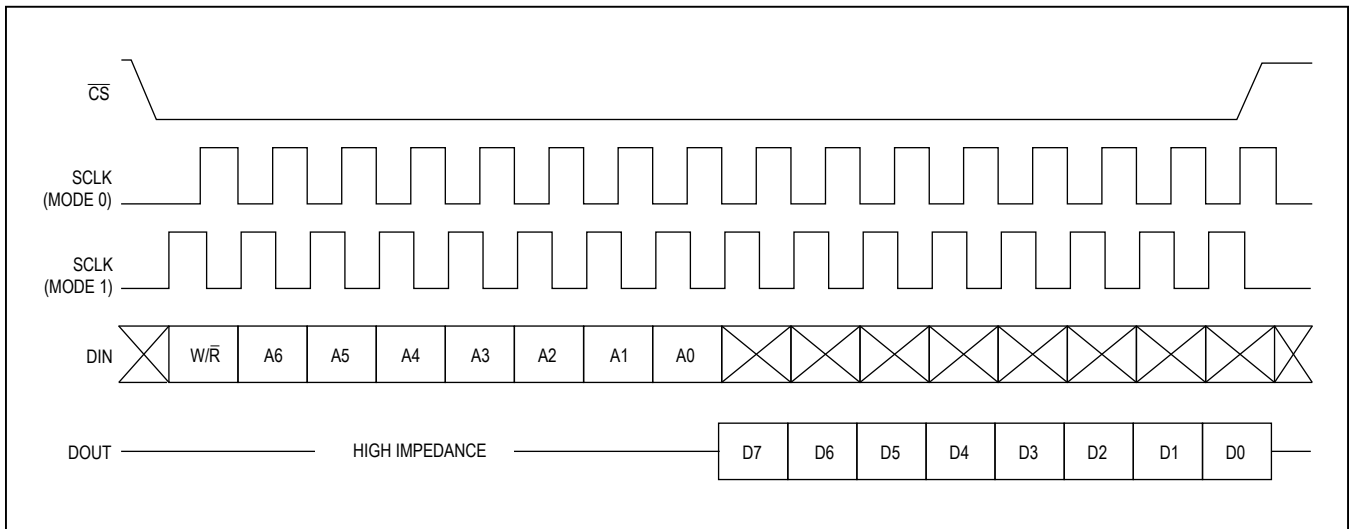 C̅S̅
SCLK
(MODE 0)
SCLK
(MODE 1)
DIN W/R̅ A6 A5 A4 A3 A2 A1 A0
DOUT HIGH IMPEDANCE D7 D6 D5 D4 D3 D2 D1 D0